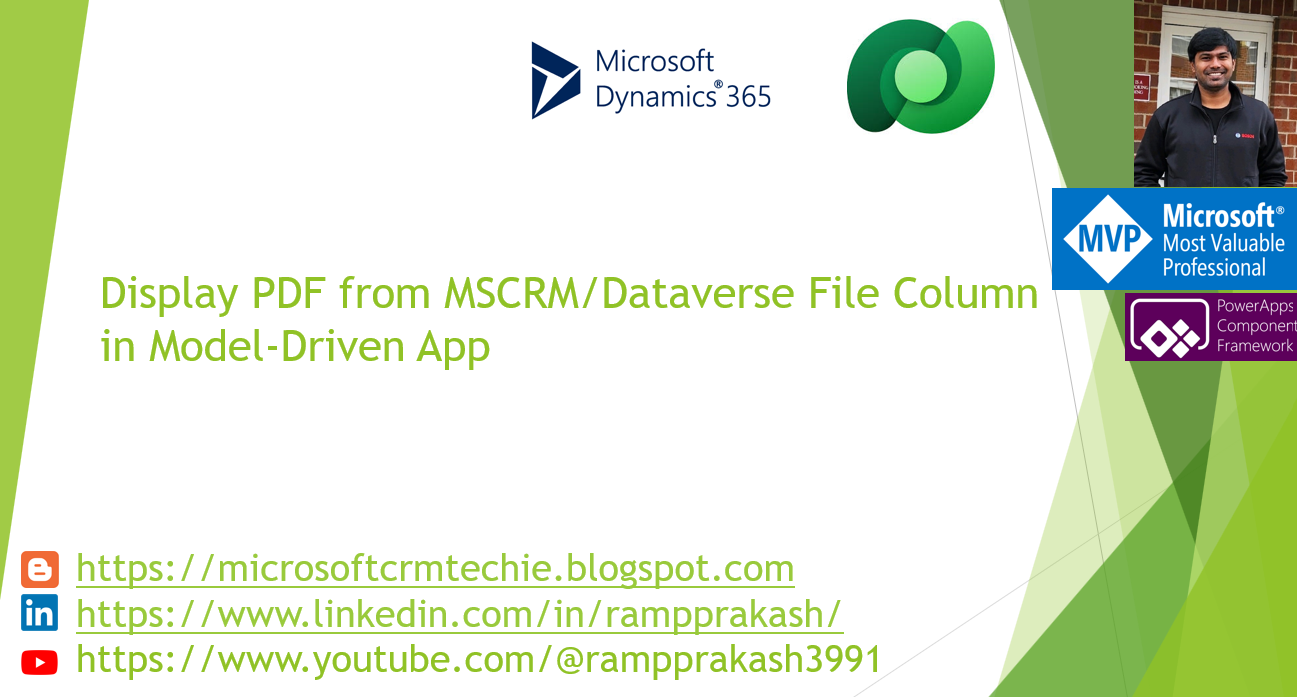 Microsoft
Dynamics® 365
Microsoft®
MVP
Most Valuable
Professional
PowerApps
Component
Framework
Display PDF from MSCRM/Dataverse File Column
in Model-Driven App
https://microsoftcrmtechie.blogspot.com
https://www.linkedin.com/in/rampprakash/
https://www.youtube.com/@rampprakash3991